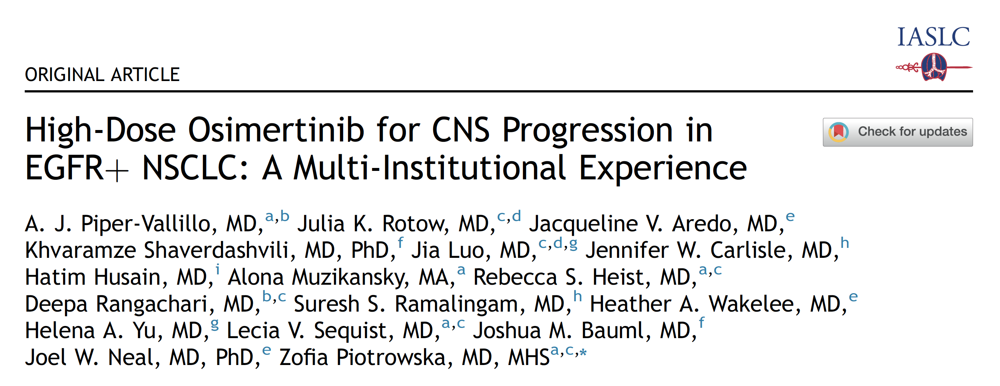 IASLC
ORIGINAL ARTICLE
High-Dose Osimertinib for CNS Progression in
EGFR+ NSCLC: A Multi-Institutional Experience
Check for updates
A. J. Piper-Vallillo, MD,a,b Julia K. Rotow, MD,c,d Jacqueline V. Aredo, MD,e
Khvaramze Shaverdashvili, MD, PhD,f Jia Luo, MD,c,d,g Jennifer W. Carlisle, MD,h
Hatim Husain, MD,i Alona Muzikansky, MA,a Rebecca S. Heist, MD,a,c
Deepa Rangachari, MD,b,c Suresh S. Ramalingam, MD,h Heather A. Wakelee, MD,e
Helena A. Yu, MD,g Lecia V. Sequist, MD,a,c Joshua M. Bauml, MD,f
Joel W. Neal, MD, PhD,e Zofia Piotrowska, MD, MHSa,c,*